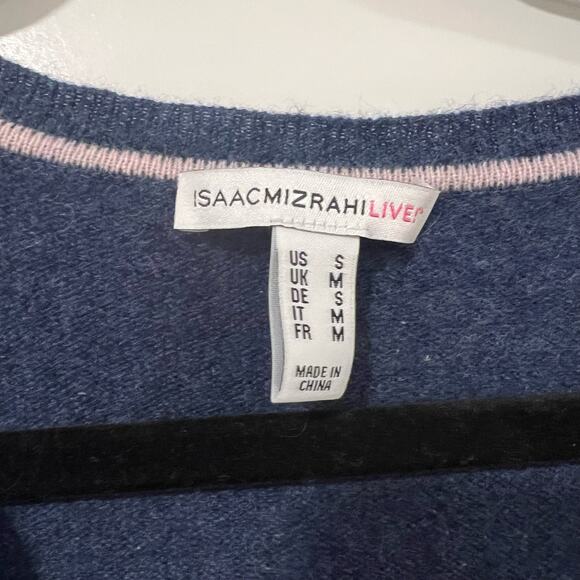 ISAACMIZRAHILIVE!
US S
UK M
DE S
IT M
FR M
MADE IN
CHINA